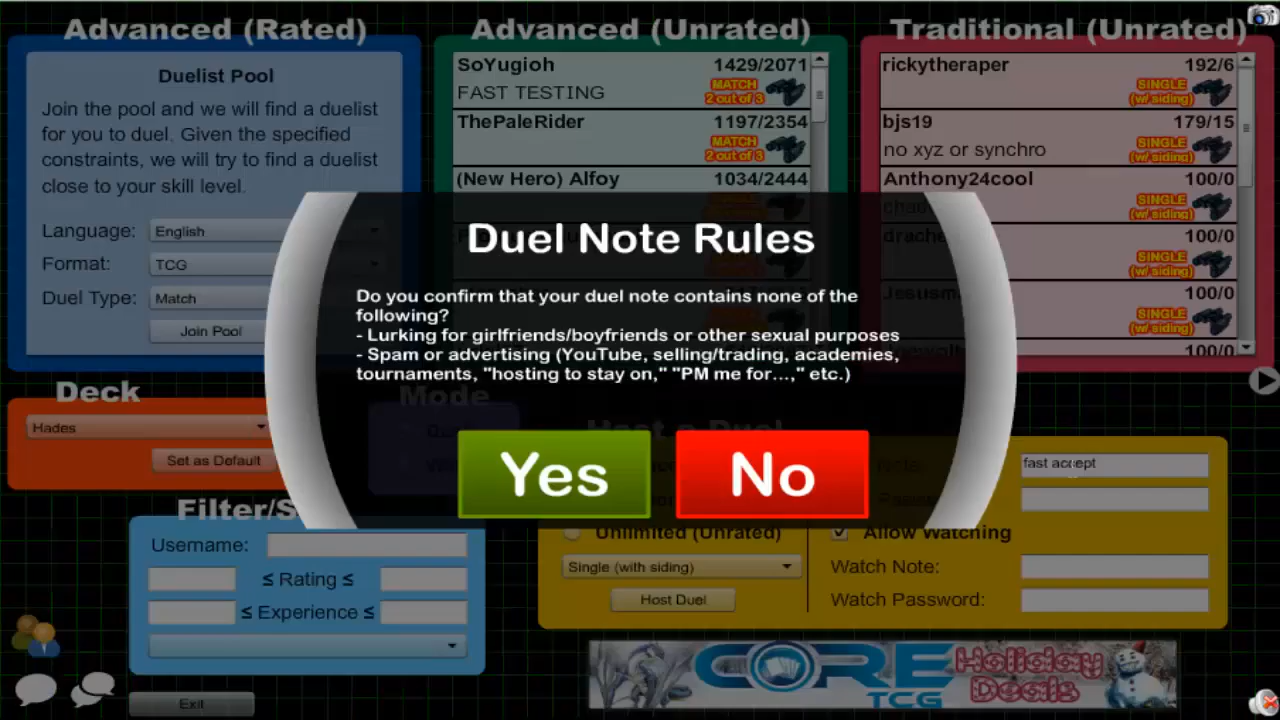 Advanced (Rated)
Duelist Pool
Join the pool and we will find a duelist
for you to duel. Given the specified
constraints, we will try to find a duelist
close to your skill level.
Language: English
Format: TCG
Duel Type: Match
Join Pool
Advanced (Unrated)
SoYugioh 1429/2071
FAST TESTING MATCH
2 out of 3
ThePaleRider 1197/2354
MATCH
2 out of 3
(New Hero) Alfoy 1034/2444
Traditional (Unrated)
rickytheraper 192/6
SINGLE
(w/ siding)
bjs19 179/15
no xyz or synchro SINGLE
(w/ siding)
Anthony24cool 100/0
SINGLE
(w/ siding)
100/0
SINGLE
(w/ siding)
100/0
SINGLE
(w/ siding)
100/0
Duel Note Rules
Do you confirm that your duel note contains none of the
following?
- Lurking for girlfriends/boyfriends or other sexual purposes
- Spam or advertising (YouTube, selling/trading, academies,
tournaments, "hosting to stay on," "PM me for...," etc.)
Yes
No
Deck
Hades
Set as Default
Mode
Host a Duel
Note: fast accept
Unlimited (Unrated)
Allow Watching
Single (with siding)
Watch Note:
Host Duel
Watch Password:
Filter/S
Username:
≤ Rating ≤
≤ Experience ≤
Exit
CORE
TCG
Holiday
Deals